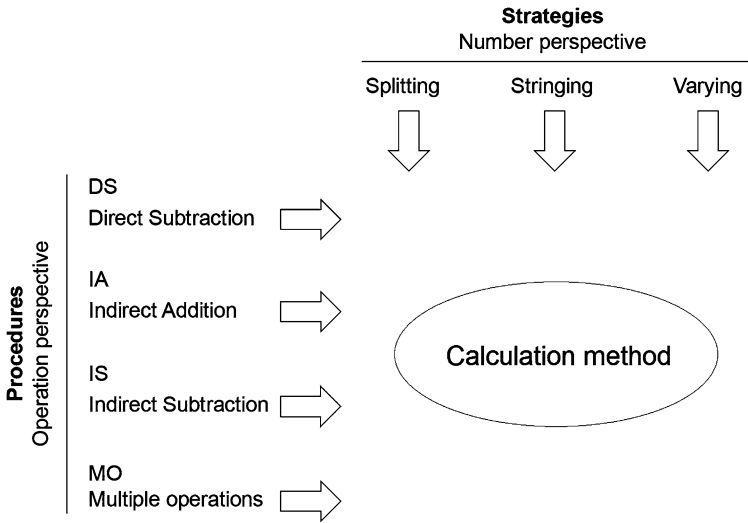 Strategies
Number perspective
Splitting
Stringing
Varying
Procedures
Operation perspective
DS
Direct Subtraction
IA
Indirect Addition
IS
Indirect Subtraction
MO
Multiple operations
Calculation method